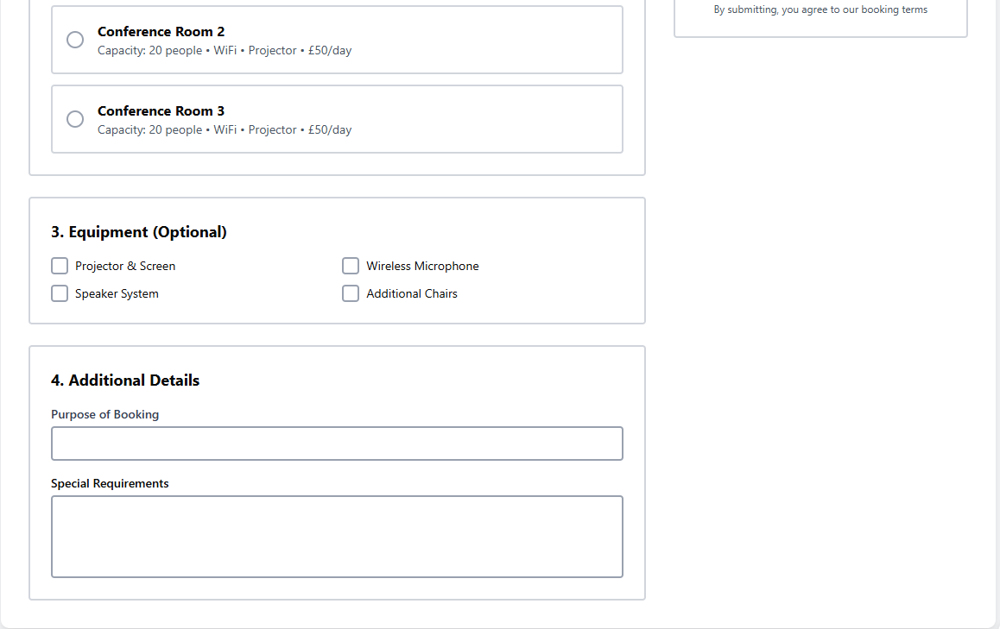 By submitting, you agree to our booking terms
Conference Room 2
Capacity: 20 people • WiFi • Projector • £50/day
Conference Room 3
Capacity: 20 people • WiFi • Projector • £50/day
3. Equipment (Optional)
Projector & Screen
Wireless Microphone
Speaker System
Additional Chairs
4. Additional Details
Purpose of Booking
Special Requirements